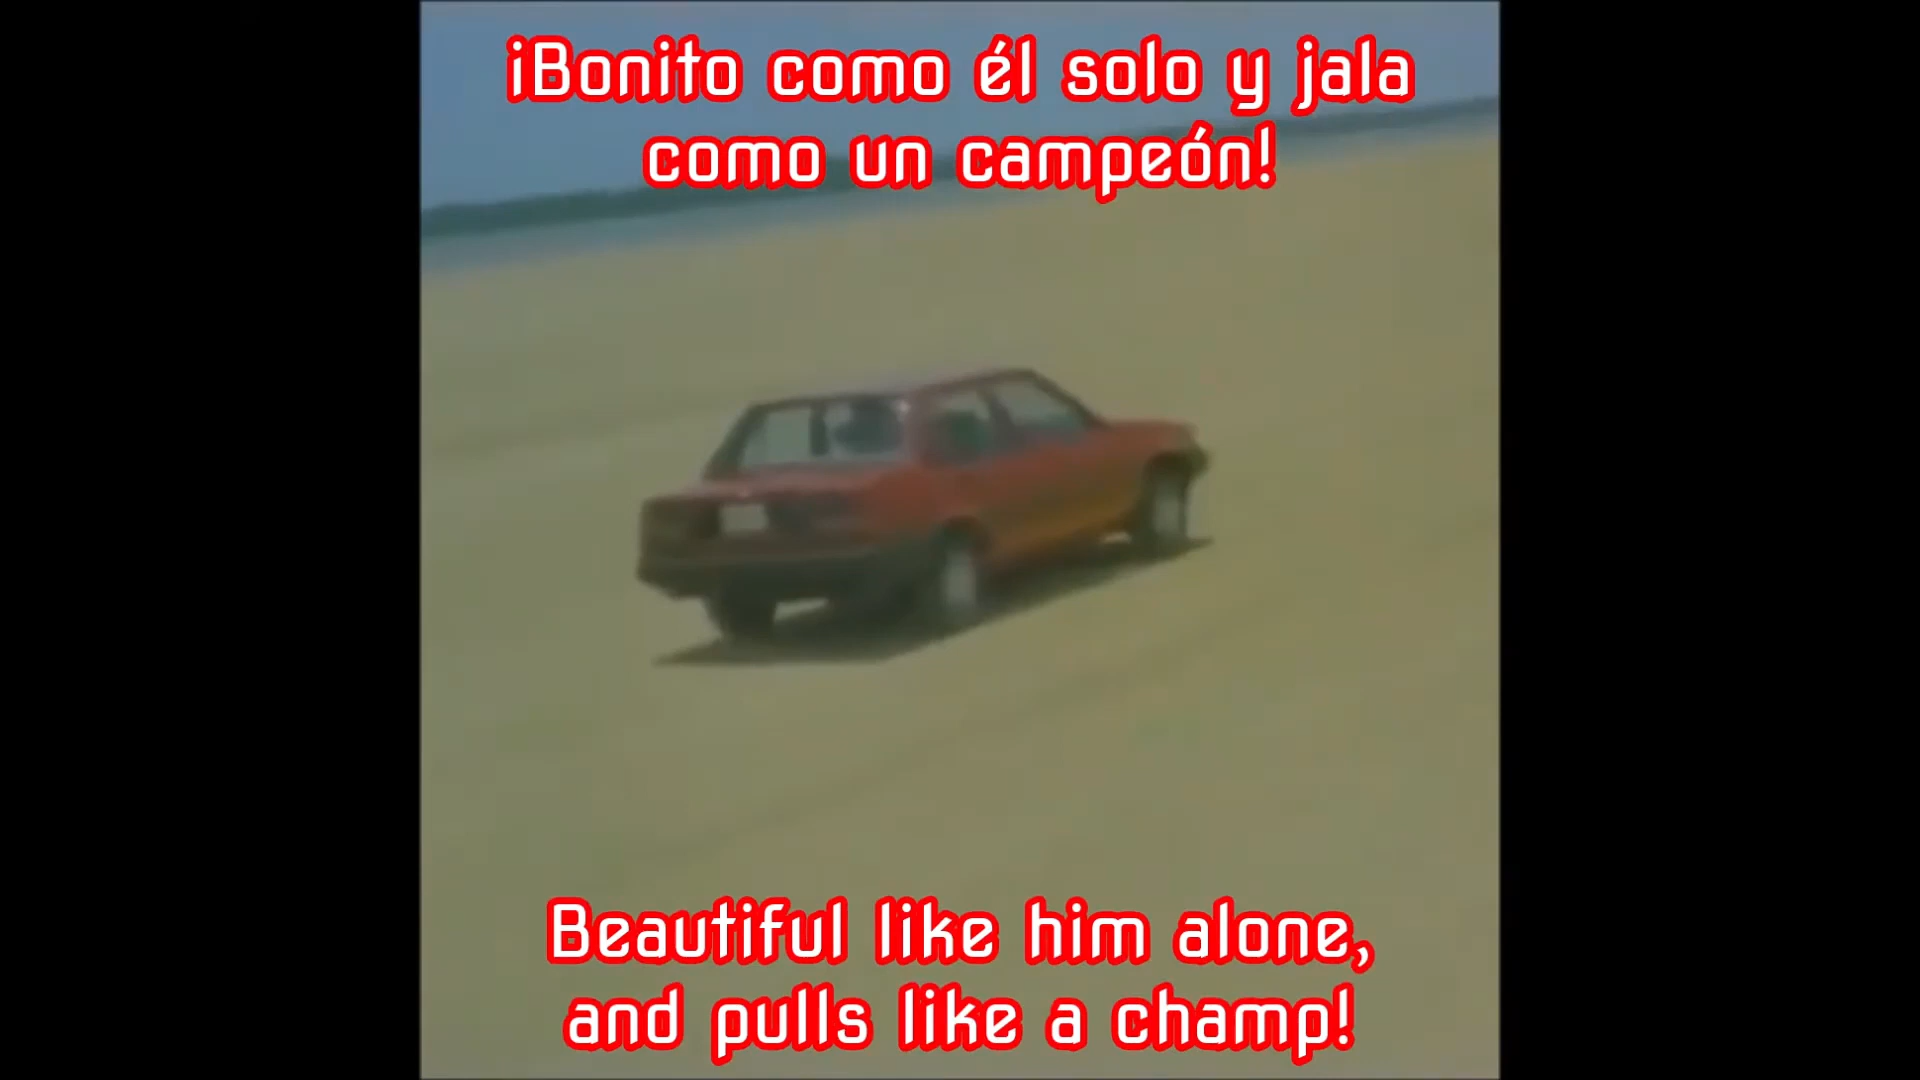 ¡Bonito como él solo y jala
como un campeón!
Beautiful like him alone,
and pulls like a champ!